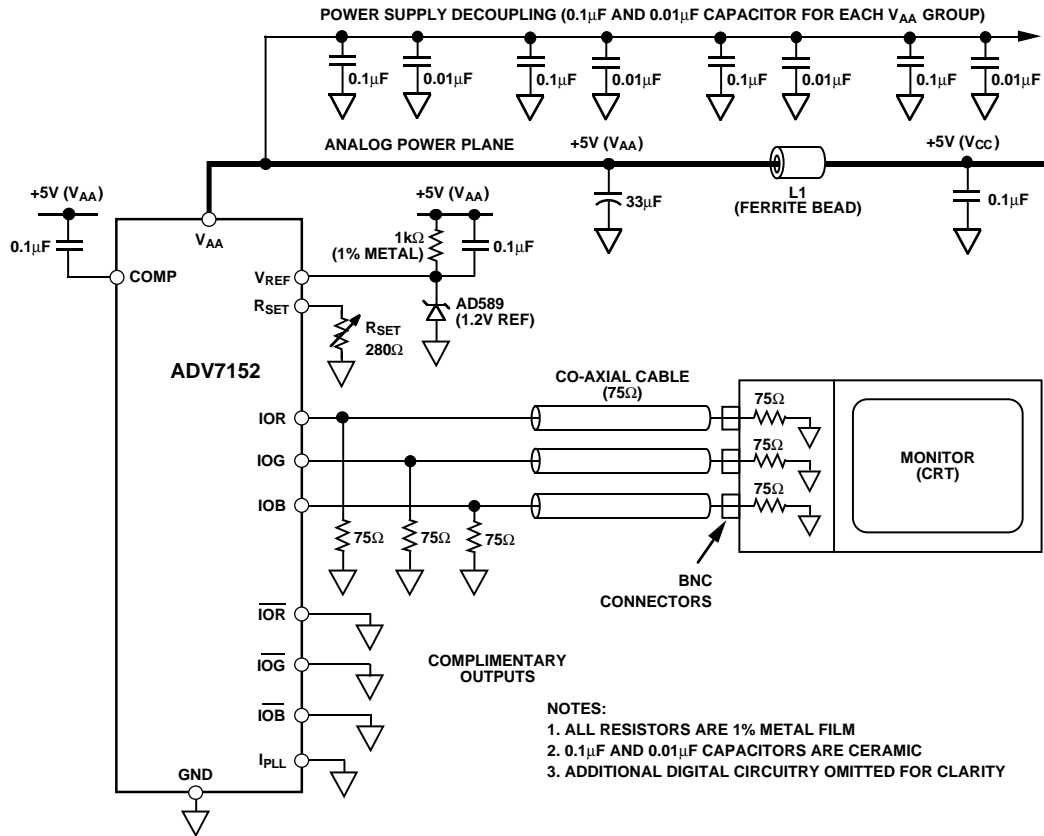 POWER SUPPLY DECOUPLING (0.1μF AND 0.01μF CAPACITOR FOR EACH VAA GROUP)
0.1μF
0.01μF
0.1μF
0.01μF
0.1μF
0.01μF
0.1μF
0.01μF
ANALOG POWER PLANE
+5V (VAA)
+5V (VCC)
33μF
L1
(FERRITE BEAD)
0.1μF
+5V (VAA)
0.1μF
VAA
COMP
+5V (VAA)
1kΩ
(1% METAL)
0.1μF
VREF
AD589
(1.2V REF)
RSET
RSET
280Ω
ADV7152
CO-AXIAL CABLE
(75Ω)
IOR
IOG
IOB
75Ω
75Ω
75Ω
MONITOR
(CRT)
75Ω
75Ω
75Ω
BNC
CONNECTORS
IOR
IOG
IOB
IPLL
COMPLIMENTARY
OUTPUTS
GND
NOTES:
1. ALL RESISTORS ARE 1% METAL FILM
2. 0.1μF AND 0.01μF CAPACITORS ARE CERAMIC
3. ADDITIONAL DIGITAL CIRCUITRY OMITTED FOR CLARITY